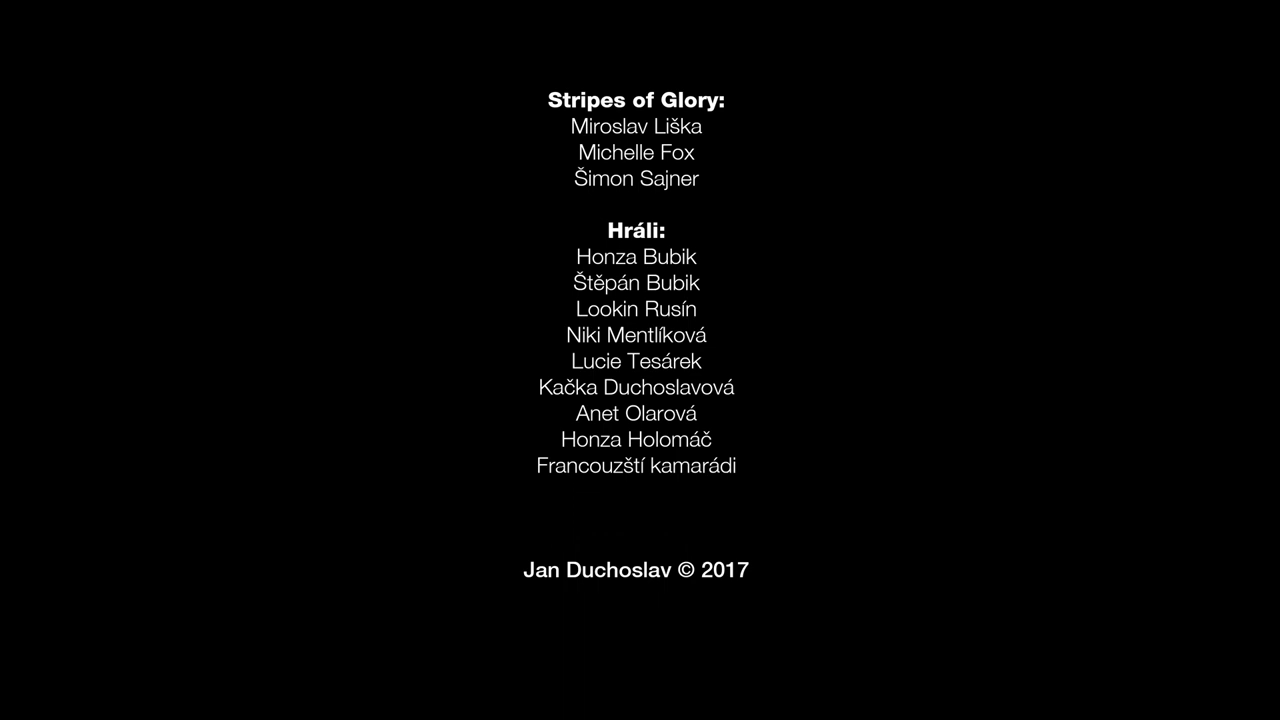 Stripes of Glory:
Miroslav Liška
Michelle Fox
Šimon Sajner
Hráli:
Honza Bubik
Štěpán Bubik
Lookin Rusín
Niki Mentlíková
Lucie Tesárek
Kačka Duchoslavová
Anet Olarová
Honza Holomáč
Francouzští kamarádi
Jan Duchoslav © 2017